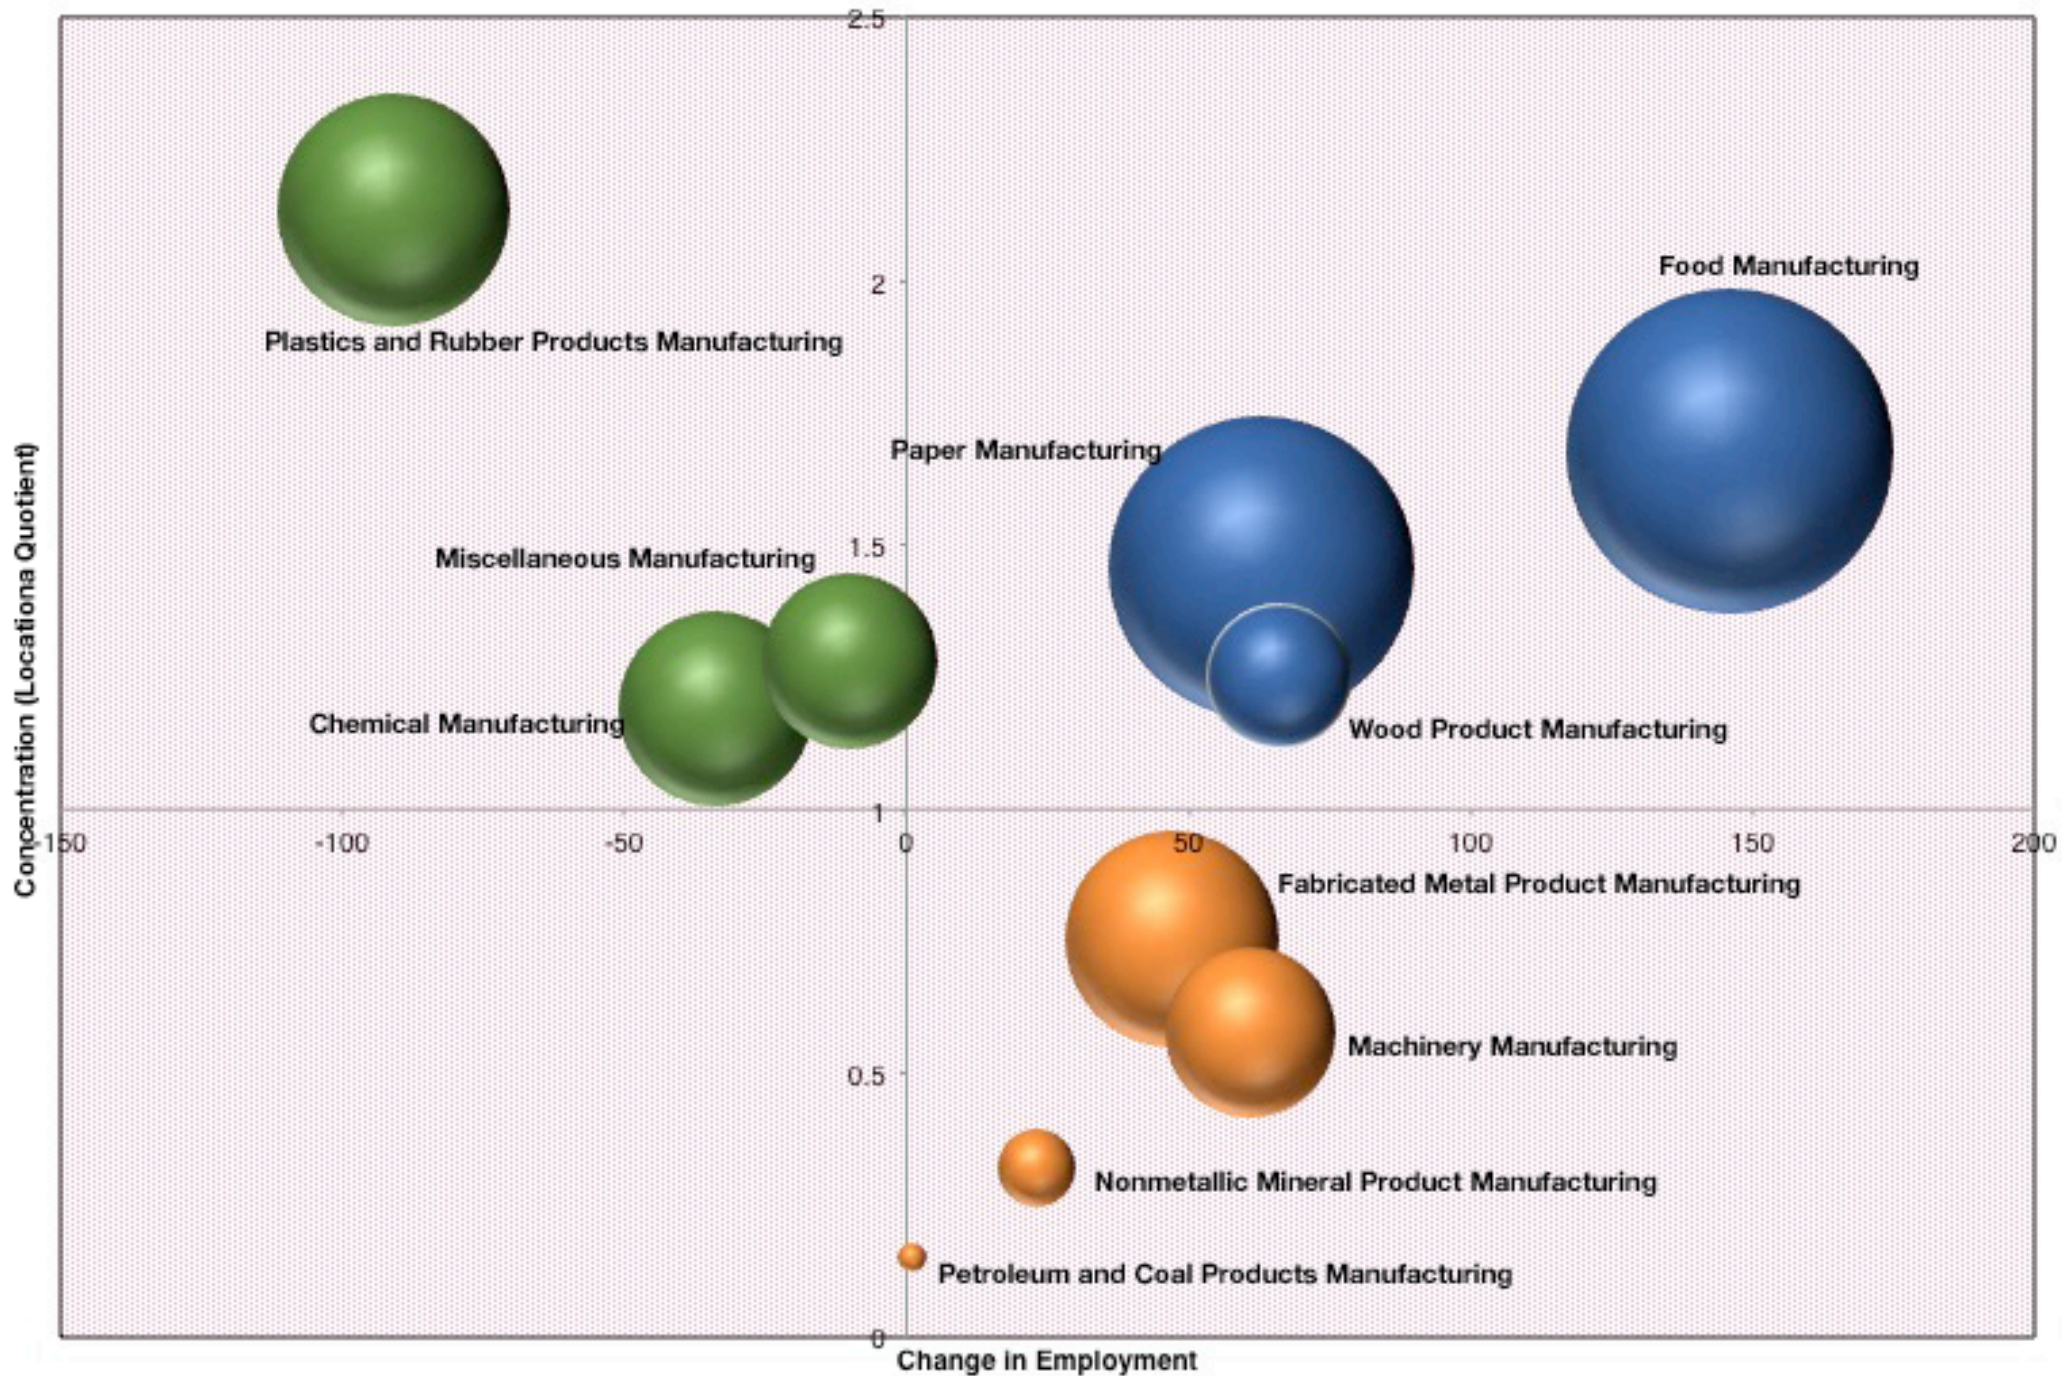 2.5
Food Manufacturing
2
Plastics and Rubber Products Manufacturing
Paper Manufacturing
1.5
Miscellaneous Manufacturing
Chemical Manufacturing
Wood Product Manufacturing
Concentration (Locationa Quotient)
1
-150 -100 -50 0 50 100 150 200
Fabricated Metal Product Manufacturing
Machinery Manufacturing
0.5
Nonmetallic Mineral Product Manufacturing
Petroleum and Coal Products Manufacturing
0
Change in Employment